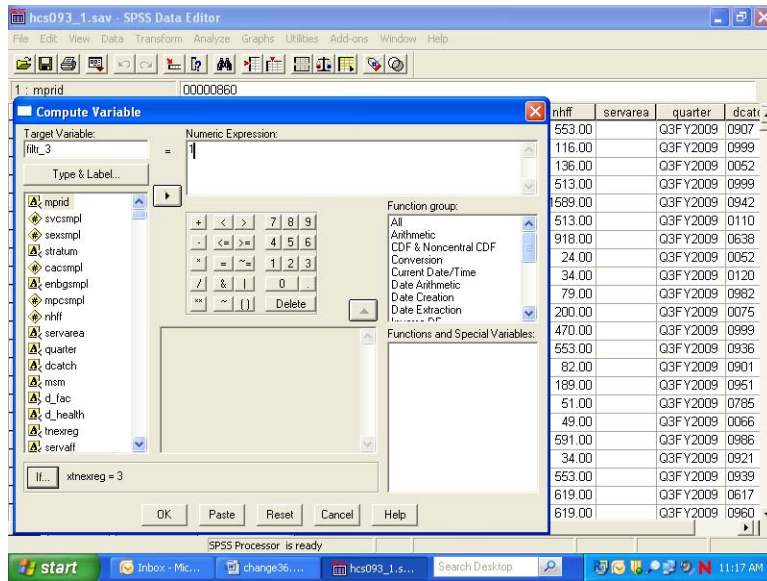 hcs093_1.sav - SPSS Data Editor
File Edit View Data Transform Analyze Graphs Utilities Add-ons Window Help
1 : mprid 00000860
nhff servarea quarter dcatc
Compute Variable
Target Variable:
filtr_3
=
Numeric Expression:
1
Type & Label...
mprid
svcsmpl
sexsmpl
stratum
cacsmpl
enbgsmpl
mpcsmpl
nhff
servarea
quarter
dcatch
msm
d_fac
d_health
tnexreg
servaff
+ < > 7 8 9
- <= >= 4 5 6
* = ~= 1 2 3
/ & | 0 .
** ~ () Delete
Function group:
All
Arithmetic
CDF & Noncentral CDF
Conversion
Current Date/Time
Date Arithmetic
Date Creation
Date Extraction
Functions and Special Variables:
If... xtnexreg = 3
OK Paste Reset Cancel Help
553.00 Q3FY2009 0907
116.00 Q3FY2009 0999
136.00 Q3FY2009 0052
513.00 Q3FY2009 0999
1589.00 Q3FY2009 0942
513.00 Q3FY2009 0110
918.00 Q3FY2009 0638
24.00 Q3FY2009 0052
34.00 Q3FY2009 0120
79.00 Q3FY2009 0982
200.00 Q3FY2009 0075
470.00 Q3FY2009 0999
553.00 Q3FY2009 0936
82.00 Q3FY2009 0901
189.00 Q3FY2009 0951
51.00 Q3FY2009 0785
49.00 Q3FY2009 0066
591.00 Q3FY2009 0986
34.00 Q3FY2009 0921
553.00 Q3FY2009 0939
619.00 Q3FY2009 0617
619.00 Q3FY2009 0960
SPSS Processor is ready
start Inbox - Mic... change36.... hcs093_1.s... Search Desktop N 11:17 AM